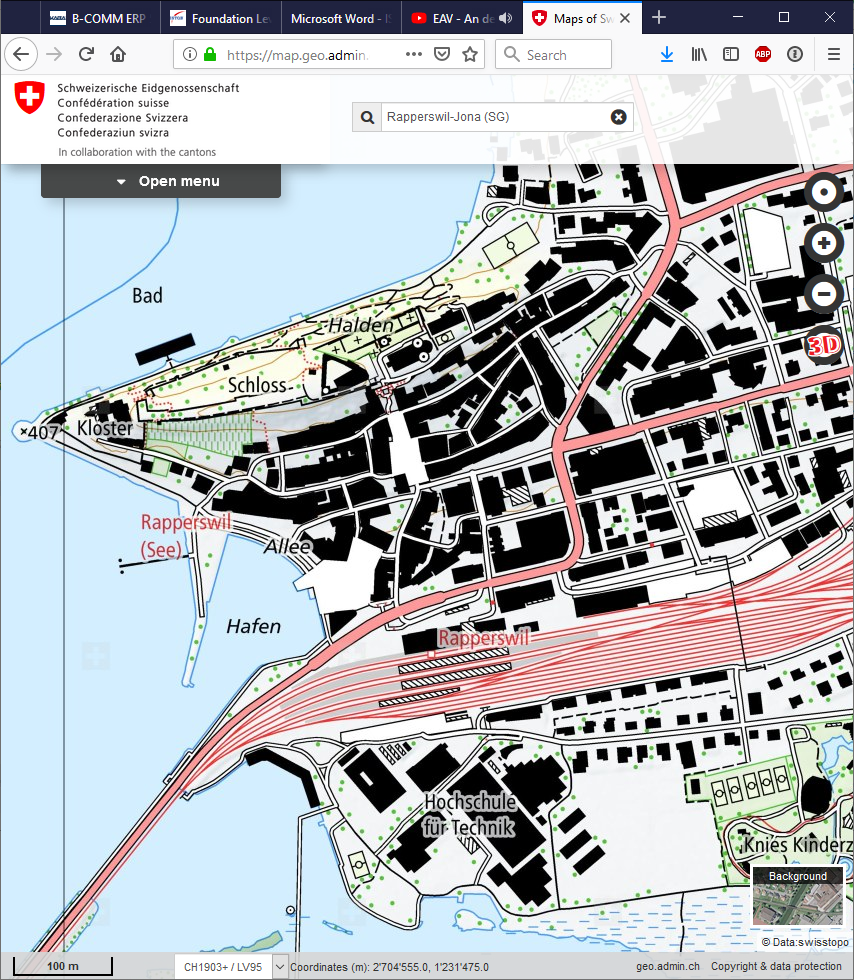 B-COMM ERP
Foundation Le
Microsoft Word - IS
EAV - An de
Maps of Sw
https://map.geo.admin.
Search
ABP
Schweizerische Eidgenossenschaft
Confédération suisse
Confederazione Svizzera
Confederaziun svizra
In collaboration with the cantons
Rapperswil-Jona (SG)
Open menu
3D
Bad
Halden
Schloss
407
Kloster
Rapperswil
(See)
Allee
Hafen
Rapperswil
Hochschule
für Technik
Knies Kinderz
Background
© Data:swisstopo
100 m
CH1903+ / LV95
Coordinates (m): 2'704'555.0, 1'231'475.0
geo.admin.ch
Copyright & data protection